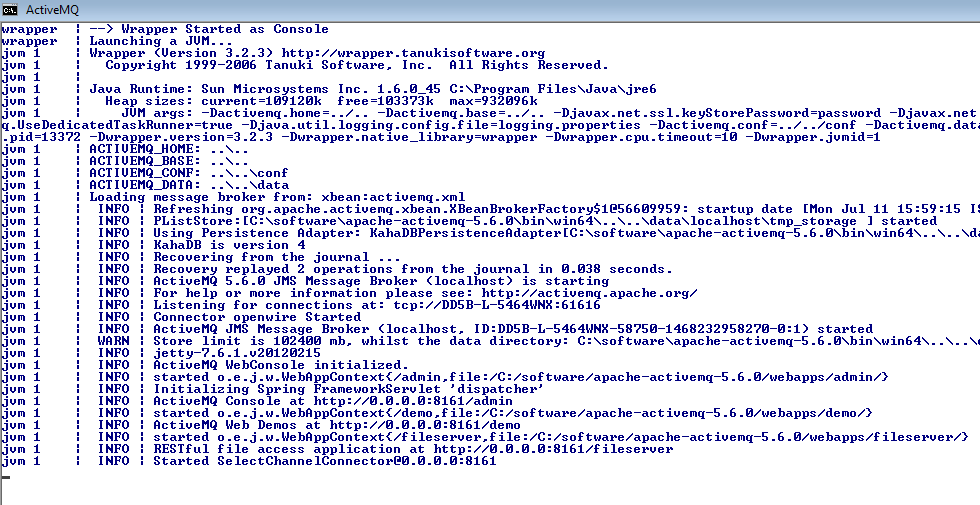 ActiveMQ
wrapper  | --> Wrapper Started as Console
wrapper  | Launching a JVM...
jvm 1    | Wrapper (Version 3.2.3) http://wrapper.tanukisoftware.org
jvm 1    |   Copyright 1999-2006 Tanuki Software, Inc.  All Rights Reserved.
jvm 1    |
jvm 1    | Java Runtime: Sun Microsystems Inc. 1.6.0_45 C:\Program Files\Java\jre6
jvm 1    |   Heap sizes: current=109120k  free=103373k  max=932096k
jvm 1    |     JVM args: -Dactivemq.home=../.. -Dactivemq.base=../.. -Djavax.net.ssl.keyStorePassword=password -Djavax.net
q.UseDedicatedTaskRunner=true -Djava.util.logging.config.file=logging.properties -Dactivemq.conf=../../conf -Dactivemq.data
.pid=13372 -Dwrapper.version=3.2.3 -Dwrapper.native_library=wrapper -Dwrapper.cpu.timeout=10 -Dwrapper.jvmid=1
jvm 1    | ACTIVEMQ_HOME: ..\..
jvm 1    | ACTIVEMQ_BASE: ..\..
jvm 1    | ACTIVEMQ_CONF: ..\..\conf
jvm 1    | ACTIVEMQ_DATA: ..\..\data
jvm 1    | Loading message broker from: xbean:activemq.xml
jvm 1    |  INFO | Refreshing org.apache.activemq.xbean.XBeanBrokerFactory$1@56609959: startup date [Mon Jul 11 15:59:15 IS
jvm 1    |  INFO | PListStore:[C:\software\apache-activemq-5.6.0\bin\win64\..\..\data\localhost\tmp_storage ] started
jvm 1    |  INFO | Using Persistence Adapter: KahaDBPersistenceAdapter[C:\software\apache-activemq-5.6.0\bin\win64\..\..\da
jvm 1    |  INFO | KahaDB is version 4
jvm 1    |  INFO | Recovering from the journal ...
jvm 1    |  INFO | Recovery replayed 2 operations from the journal in 0.038 seconds.
jvm 1    |  INFO | ActiveMQ 5.6.0 JMS Message Broker (localhost) is starting
jvm 1    |  INFO | For help or more information please see: http://activemq.apache.org/
jvm 1    |  INFO | Listening for connections at: tcp://DD5B-L-5464WNX:61616
jvm 1    |  INFO | Connector openwire Started
jvm 1    |  INFO | ActiveMQ JMS Message Broker (localhost, ID:DD5B-L-5464WNX-58750-1468232958270-0:1) started
jvm 1    |  WARN | Store limit is 102400 mb, whilst the data directory: C:\software\apache-activemq-5.6.0\bin\win64\..\..\d
jvm 1    |  INFO | jetty-7.6.1.v20120215
jvm 1    |  INFO | ActiveMQ WebConsole initialized.
jvm 1    |  INFO | started o.e.j.w.WebAppContext{/admin,file:/C:/software/apache-activemq-5.6.0/webapps/admin/}
jvm 1    |  INFO | Initializing Spring FrameworkServlet 'dispatcher'
jvm 1    |  INFO | ActiveMQ Console at http://0.0.0.0:8161/admin
jvm 1    |  INFO | started o.e.j.w.WebAppContext{/demo,file:/C:/software/apache-activemq-5.6.0/webapps/demo/}
jvm 1    |  INFO | ActiveMQ Web Demos at http://0.0.0.0:8161/demo
jvm 1    |  INFO | started o.e.j.w.WebAppContext{/fileserver,file:/C:/software/apache-activemq-5.6.0/webapps/fileserver/}
jvm 1    |  INFO | RESTful file access application at http://0.0.0.0:8161/fileserver
jvm 1    |  INFO | Started SelectChannelConnector@0.0.0.0:8161